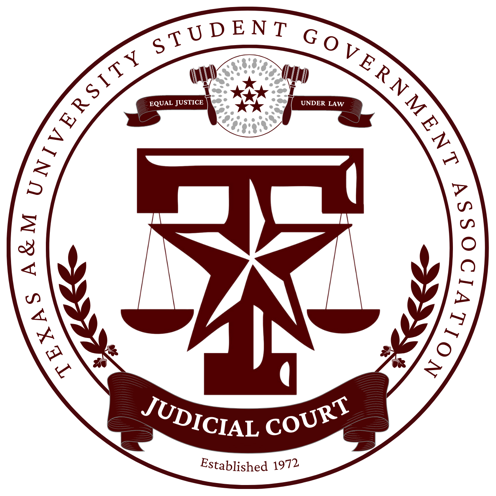 TEXAS A&M UNIVERSITY STUDENT GOVERNMENT ASSOCIATION
EQUAL JUSTICE UNDER LAW
T
JUDICIAL COURT
Established 1972